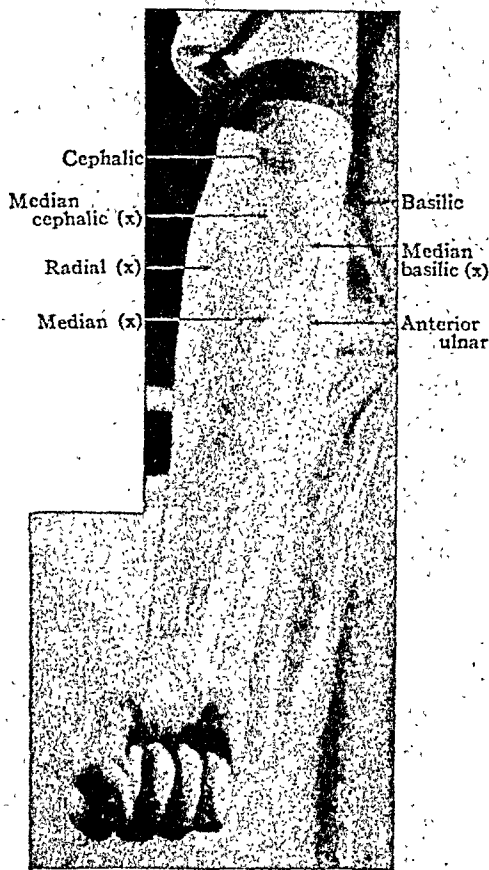 Cephalic
Median
cephalic (x)
Radial (x)
Median (x)
Basilic
Median
basilic (x)
Anterior
ulnar